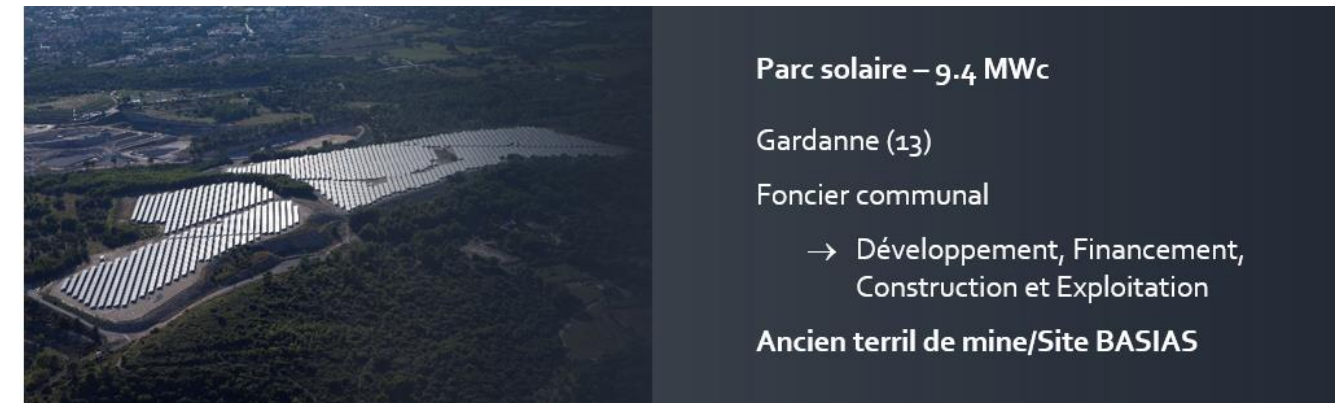 Parc solaire – 9.4 MWc
Gardanne (13)
Foncier communal
→ Développement, Financement,
Construction et Exploitation
Ancien terril de mine/Site BASIAS